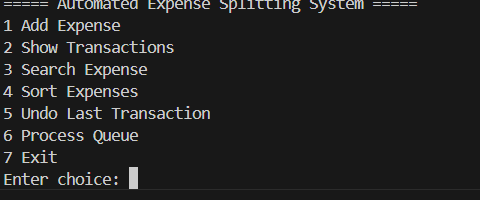 ===== Automated Expense Splitting System =====
1 Add Expense
2 Show Transactions
3 Search Expense
4 Sort Expenses
5 Undo Last Transaction
6 Process Queue
7 Exit
Enter choice: